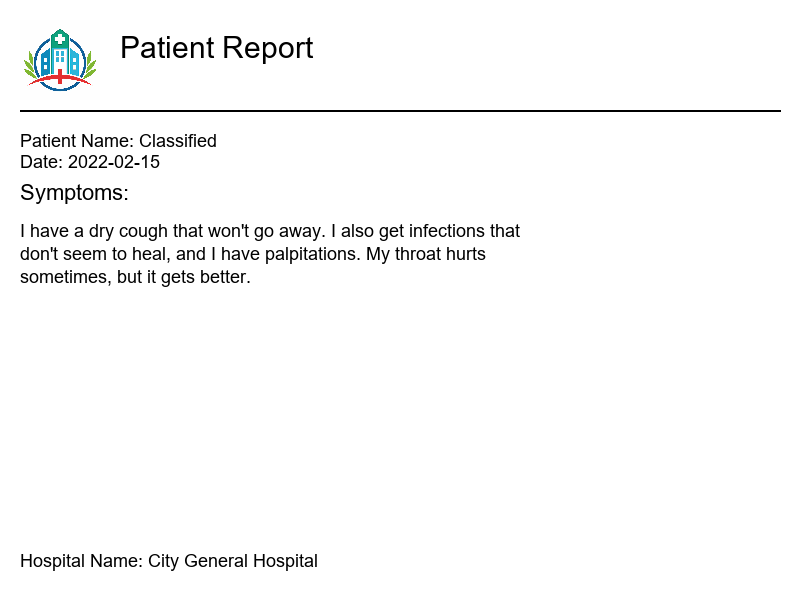 Patient Report
Patient Name: Classified
Date: 2022-02-15
Symptoms:
I have a dry cough that won't go away. I also get infections that
don't seem to heal, and I have palpitations. My throat hurts
sometimes, but it gets better.
Hospital Name: City General Hospital